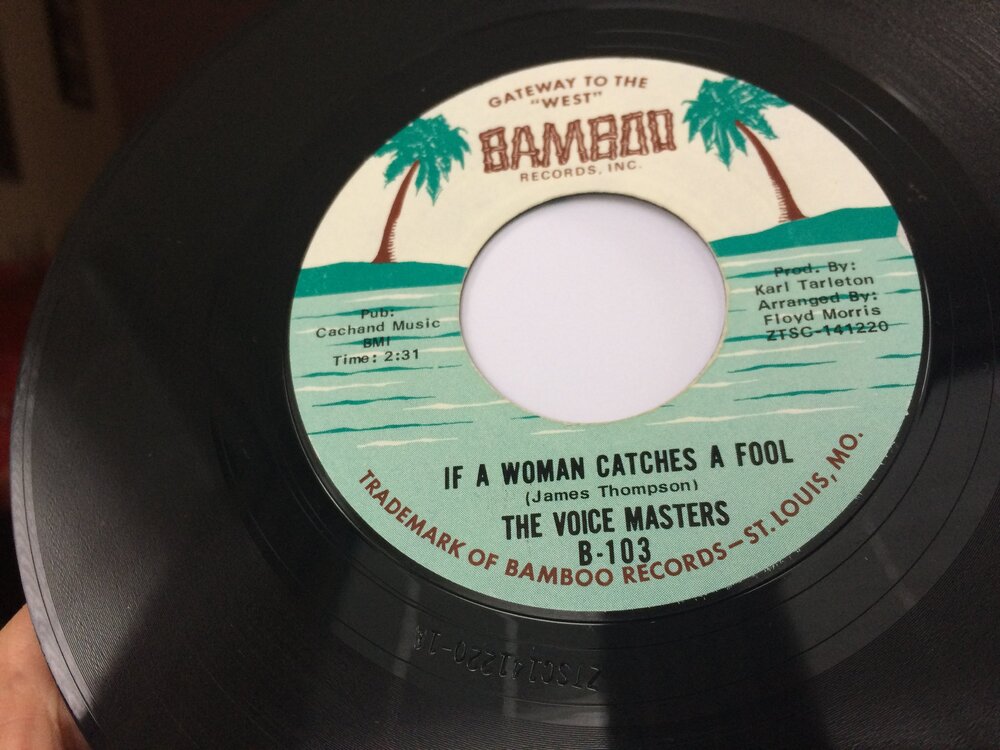 GATEWAY TO THE
"WEST"
BAMBOO
RECORDS, INC.
Pub:
Cachand Music
BMI
Time: 2:31
Prod. By:
Karl Tarleton
Arranged By:
Floyd Morris
ZTSC-141220
IF A WOMAN CATCHES A FOOL
(James Thompson)
THE VOICE MASTERS
B-103
TRADEMARK OF BAMBOO RECORDS—ST. LOUIS, MO.
ZTSC141220-1A